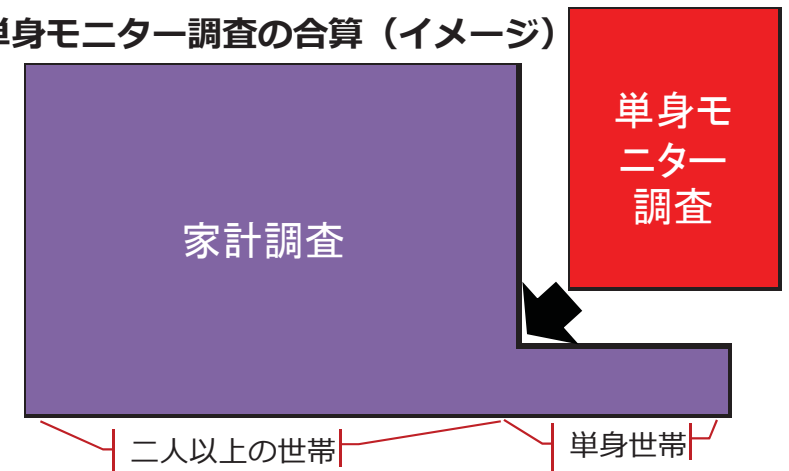 単身モニター調査の合算（イメージ）
単身モ
ニター
調査
家計調査
二人以上の世帯
単身世帯